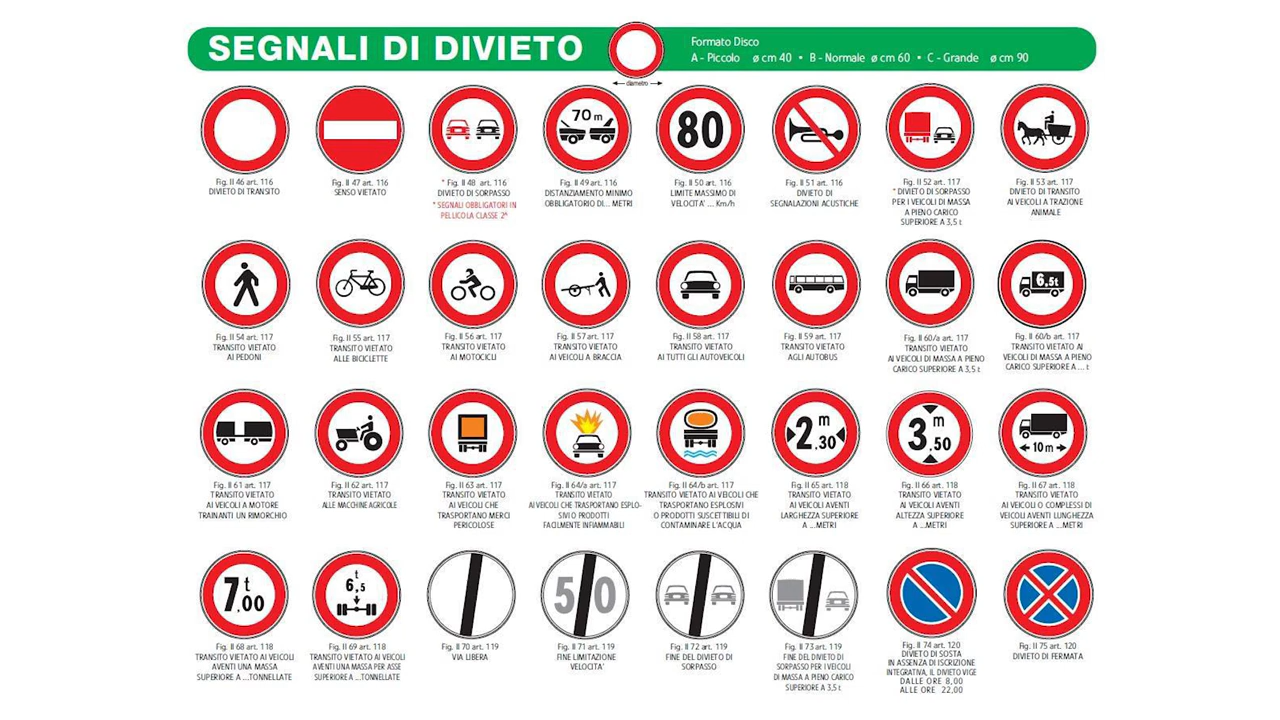 SEGNALI DI DIVIETO
Formato Disco
A - Piccolo ø cm 40 • B - Normale ø cm 60 • C - Grande ø cm 90
diametro
70 m
80
Fig. II 46 art. 116
DIVIETO DI TRANSITO
Fig. II 47 art. 116
SENSO VIETATO
* Fig. II 48 art. 116
DIVIETO DI SORPASSO
* SEGNALI OBBLIGATORI IN
PELLICOLA CLASSE 2ª
Fig. II 49 art. 116
DISTANZIAMENTO MINIMO
OBBLIGATORIO DI... METRI
Fig. II 50 art. 116
LIMITE MASSIMO DI
VELOCITA' ... Km/h
Fig. II 51 art. 116
DIVIETO DI
SEGNALAZIONI ACUSTICHE
Fig. II 52 art. 117
* DIVIETO DI SORPASSO
PER I VEICOLI DI MASSA
A PIENO CARICO
SUPERIORE A 3,5 t
Fig. II 53 art. 117
DIVIETO DI TRANSITO
AI VEICOLI A TRAZIONE
ANIMALE
6,5t
Fig. II 54 art. 117
TRANSITO VIETATO
AI PEDONI
Fig. II 55 art. 117
TRANSITO VIETATO
ALLE BICICLETTE
Fig. II 56 art. 117
TRANSITO VIETATO
AI MOTOCICLI
Fig. II 57 art. 117
TRANSITO VIETATO
AI VEICOLI A BRACCIA
Fig. II 58 art. 117
TRANSITO VIETATO
AI TUTTI GLI AUTOVEICOLI
Fig. II 59 art. 117
TRANSITO VIETATO
AGLI AUTOBUS
Fig. II 60/a art. 117
TRANSITO VIETATO
AI VEICOLI DI MASSA A PIENO
CARICO SUPERIORE A 3,5 t
Fig. II 60/b art. 117
TRANSITO VIETATO AI
VEICOLI DI MASSA A PIENO
CARICO SUPERIORE A ... t
2 m ,30
3 m ,50
10 m
Fig. II 61 art. 117
TRANSITO VIETATO
AI VEICOLI A MOTORE
TRAINANTI UN RIMORCHIO
Fig. II 62 art. 117
TRANSITO VIETATO
ALLE MACCHINE AGRICOLE
Fig. II 63 art. 117
TRANSITO VIETATO
AI VEICOLI CHE
TRASPORTANO MERCI
PERICOLOSE
Fig. II 64/a art. 117
TRANSITO VIETATO
AI VEICOLI CHE TRASPORTANO ESPLO-
SIVI O PRODOTTI
FACILMENTE INFIAMMABILI
Fig. II 64/b art. 117
TRANSITO VIETATO AI VEICOLI CHE
TRASPORTANO ESPLOSIVI
O PRODOTTI SUSCETTIBILI DI
CONTAMINARE L'ACQUA
Fig. II 65 art. 118
TRANSITO VIETATO
AI VEICOLI AVENTI
LARGHEZZA SUPERIORE
A ...METRI
Fig. II 66 art. 118
TRANSITO VIETATO
AI VEICOLI AVENTI
ALTEZZA SUPERIORE
A ...METRI
Fig. II 67 art. 118
TRANSITO VIETATO
AI VEICOLI O COMPLESSI DI
VEICOLI AVENTI LUNGHEZZA
SUPERIORE A ...METRI
7 t ,00
t
6,5
50
Fig. II 68 art. 118
TRANSITO VIETATO AI VEICOLI
AVENTI UNA MASSA
SUPERIORE A ...TONNELLATE
Fig. II 69 art. 118
TRANSITO VIETATO AI VEICOLI
AVENTI UNA MASSA PER ASSE
SUPERIORE A ...TONNELLATE
Fig. II 70 art. 119
VIA LIBERA
Fig. II 71 art. 119
FINE LIMITAZIONE
VELOCITA'
Fig. II 72 art. 119
FINE DEL DIVIETO DI
SORPASSO
Fig. II 73 art. 119
FINE DEL DIVIETO DI
SORPASSO PER I VEICOLI
DI MASSA A PIENO CARICO
SUPERIORE A 3,5 t
Fig. II 74 art. 120
DIVIETO DI SOSTA
IN ASSENZA DI ISCRIZIONE
INTEGRATIVA, IL DIVIETO VIGE
DALLE ORE 8,00
ALLE ORE 22,00
Fig. II 75 art. 120
DIVIETO DI FERMATA